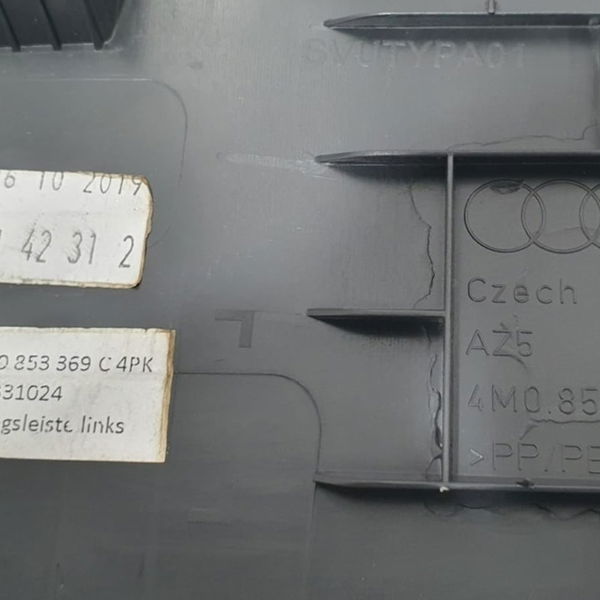 SVUTYPA01
6 10 2019
42 31 2
0 853 369 C 4PK
31024
gsleiste links
Czech
AZ5
4M0.85
>PP/PE